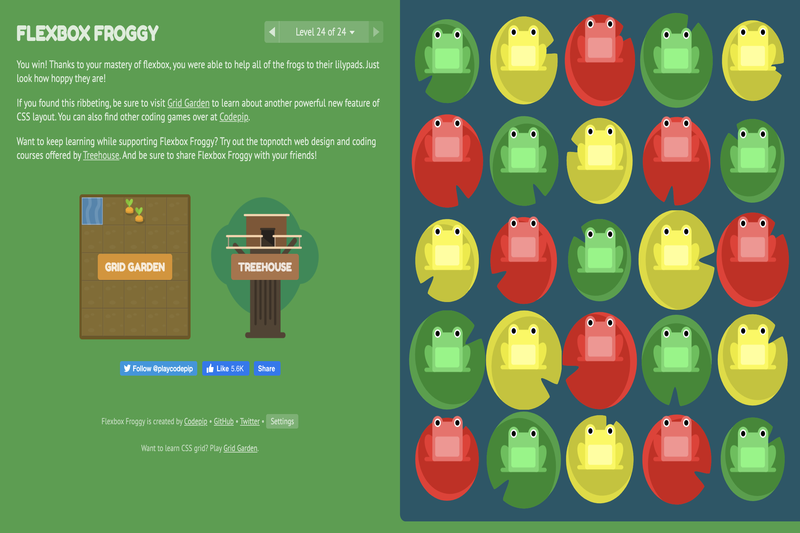 FLEXBOX FROGGY
Level 24 of 24
You win! Thanks to your mastery of flexbox, you were able to help all of the frogs to their lilypads. Just
look how hoppy they are!
If you found this ribbeting, be sure to visit Grid Garden to learn about another powerful new feature of
CSS layout. You can also find other coding games over at Codepip.
Want to keep learning while supporting Flexbox Froggy? Try out the topnotch web design and coding
courses offered by Treehouse. And be sure to share Flexbox Froggy with your friends!
GRID GARDEN
TREEHOUSE
Follow @playcodepip
Like 5.6K
Share
Flexbox Froggy is created by Codepip • GitHub • Twitter • Settings
Want to learn CSS grid? Play Grid Garden.